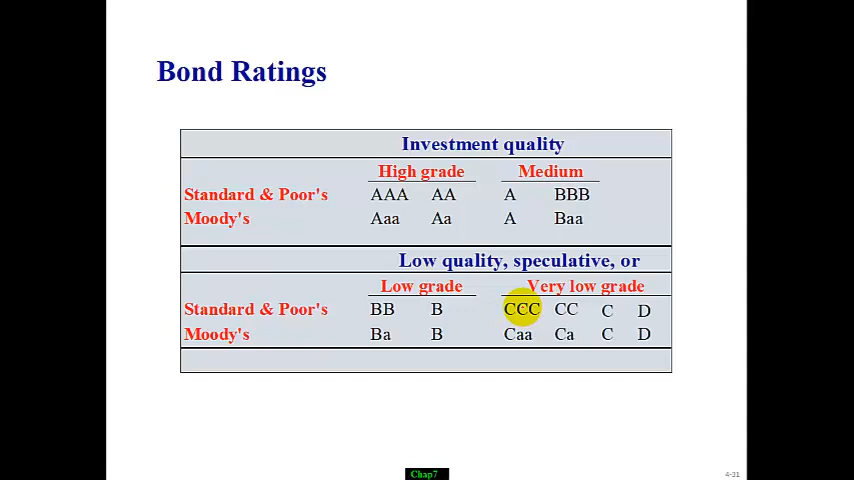 Bond Ratings
Investment quality
High grade Medium
Standard & Poor's AAA AA A BBB
Moody's Aaa Aa A Baa
Low quality, speculative, or
Low grade Very low grade
Standard & Poor's BB B CCC CC C D
Moody's Ba B Caa Ca C D
Chap7 4-31